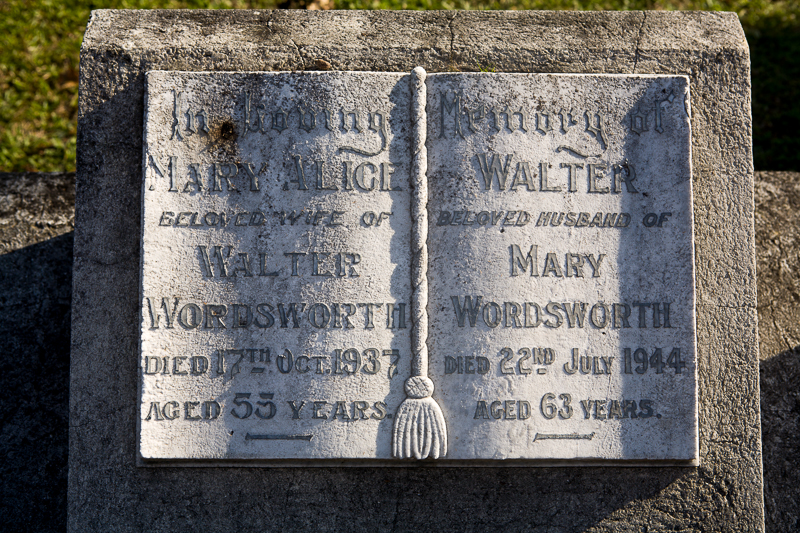 In Loving
MARY ALICE
BELOVED WIFE OF
WALTER
WORDSWORTH
DIED 17TH OCT. 1937
AGED 55 YEARS.
Memory of
WALTER.
BELOVED HUSBAND OF
MARY
WORDSWORTH
DIED 22ND JULY 1944
AGED 63 YEARS.